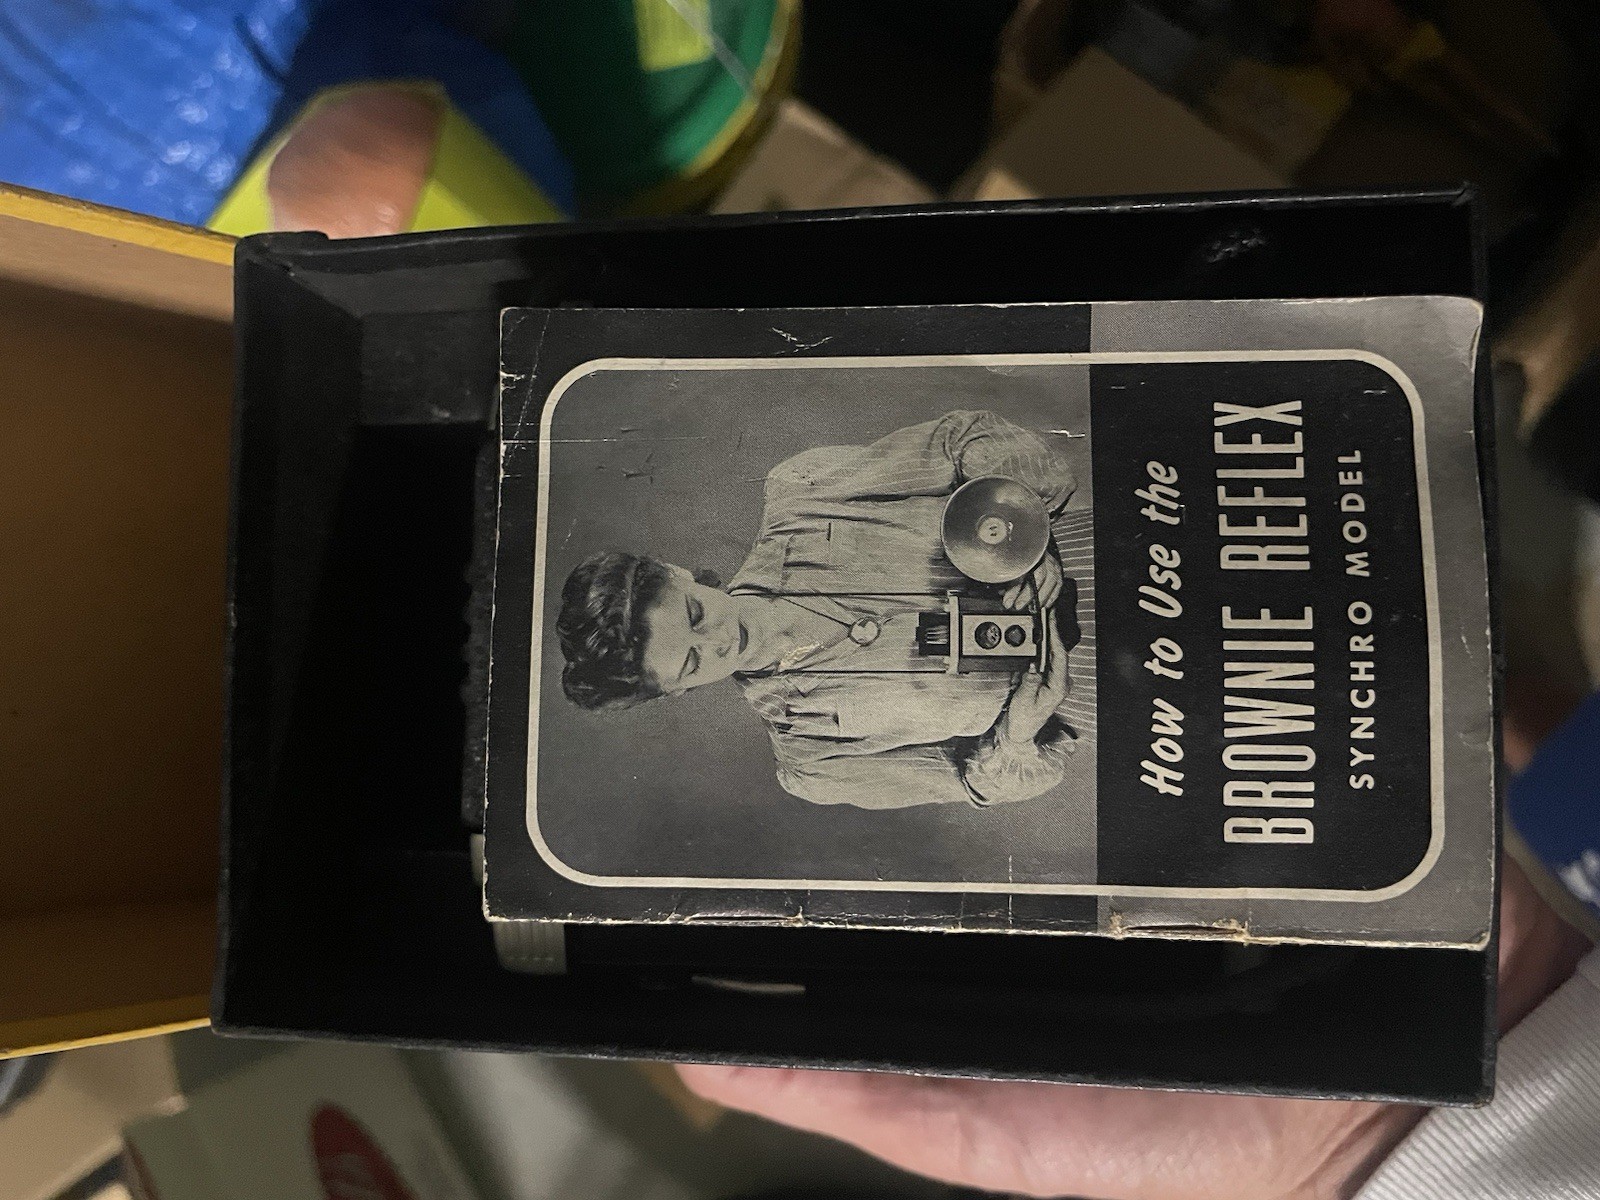 How to Use the
BROWNIE REFLEX
SYNCHRO MODEL